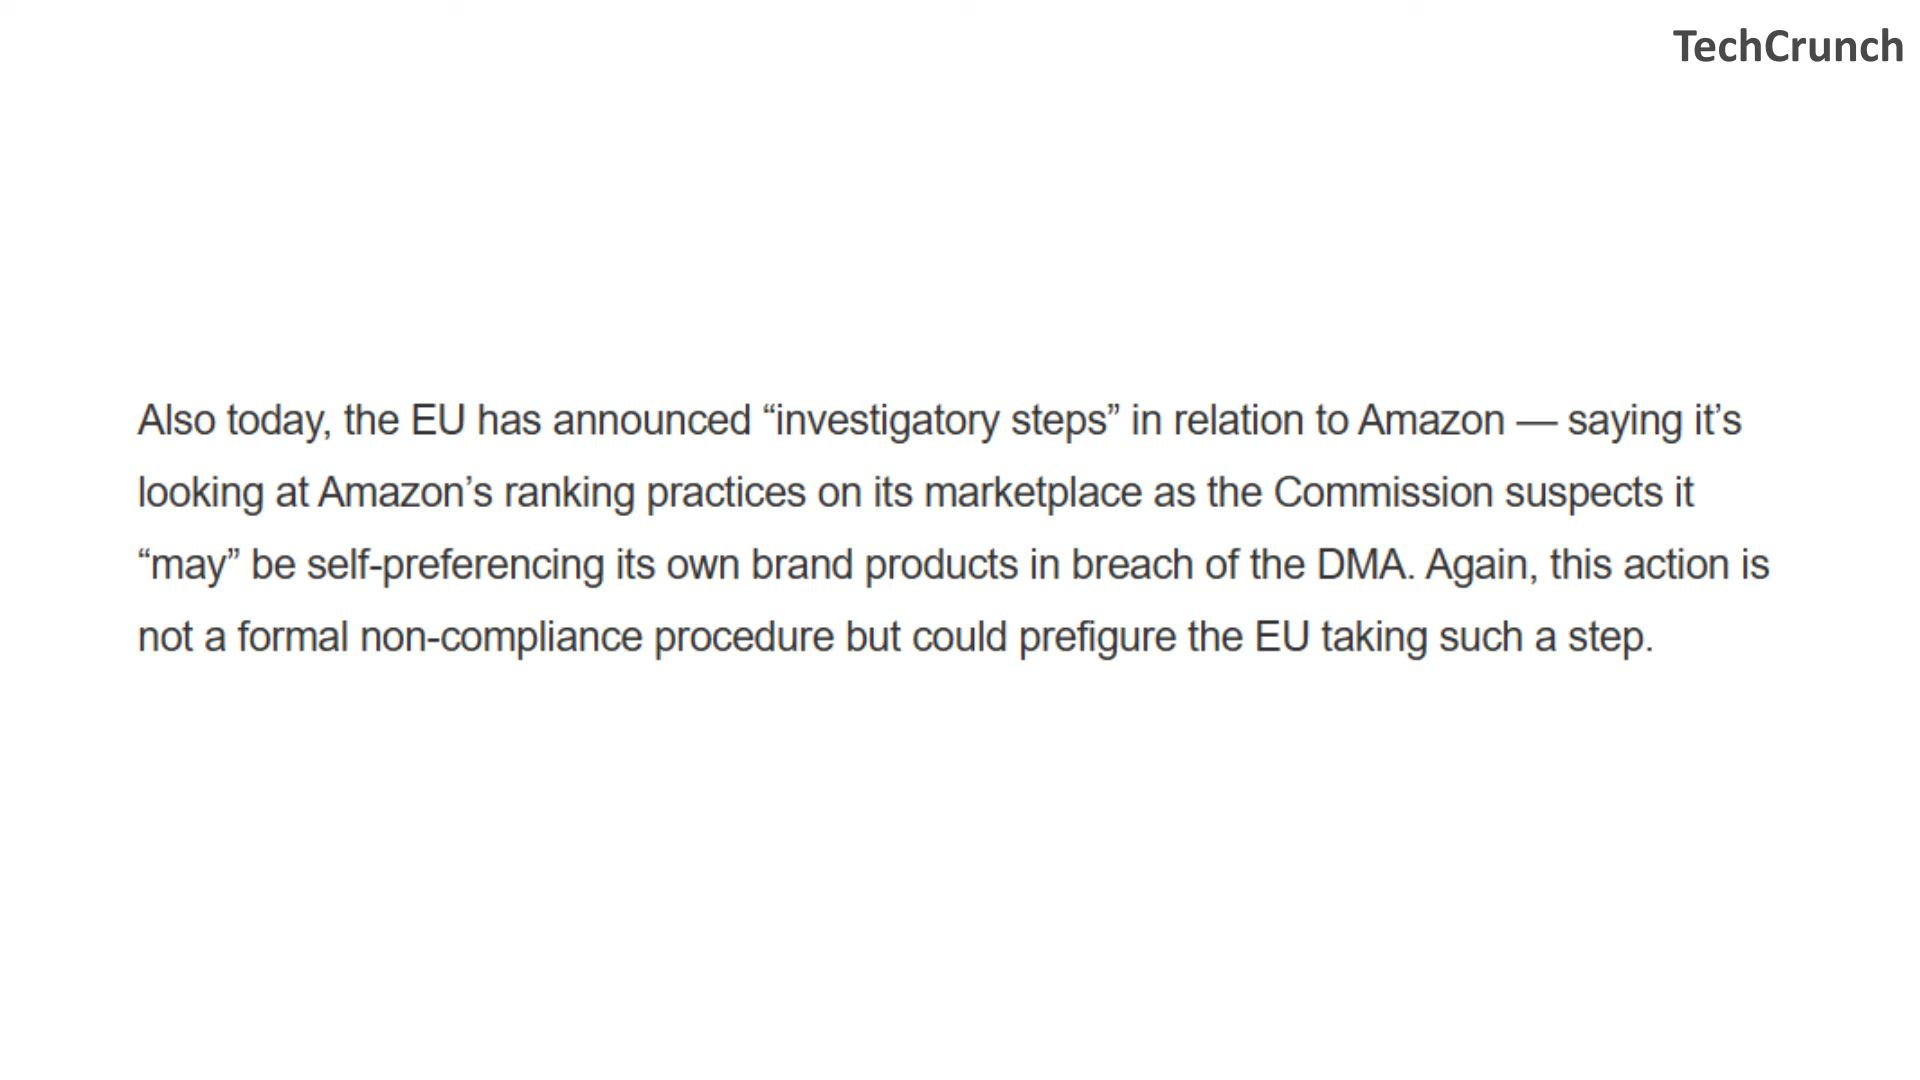 TechCrunch
Also today, the EU has announced “investigatory steps” in relation to Amazon — saying it’s
looking at Amazon’s ranking practices on its marketplace as the Commission suspects it
“may” be self-preferencing its own brand products in breach of the DMA. Again, this action is
not a formal non-compliance procedure but could prefigure the EU taking such a step.